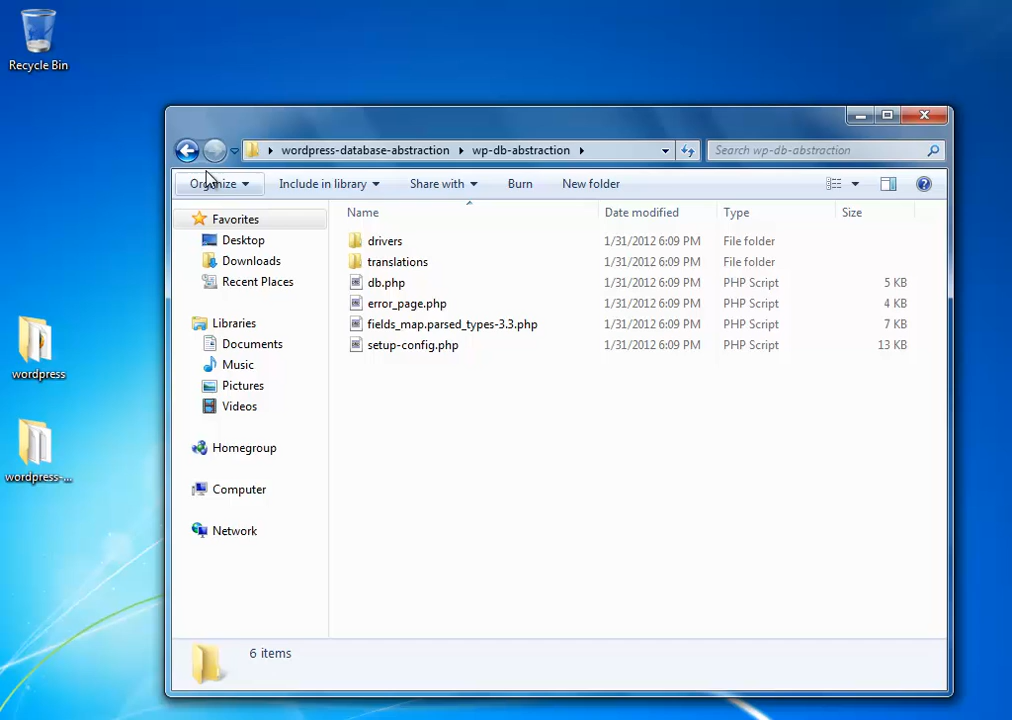 Recycle Bin
wordpress
wordpress-...
wordpress-database-abstraction wp-db-abstraction
Search wp-db-abstraction
Organize Include in library Share with Burn New folder
Favorites
Desktop
Downloads
Recent Places
Libraries
Documents
Music
Pictures
Videos
Homegroup
Computer
Network
Name Date modified Type Size
drivers 1/31/2012 6:09 PM File folder
translations 1/31/2012 6:09 PM File folder
db.php 1/31/2012 6:09 PM PHP Script 5 KB
error_page.php 1/31/2012 6:09 PM PHP Script 4 KB
fields_map.parsed_types-3.3.php 1/31/2012 6:09 PM PHP Script 7 KB
setup-config.php 1/31/2012 6:09 PM PHP Script 13 KB
6 items